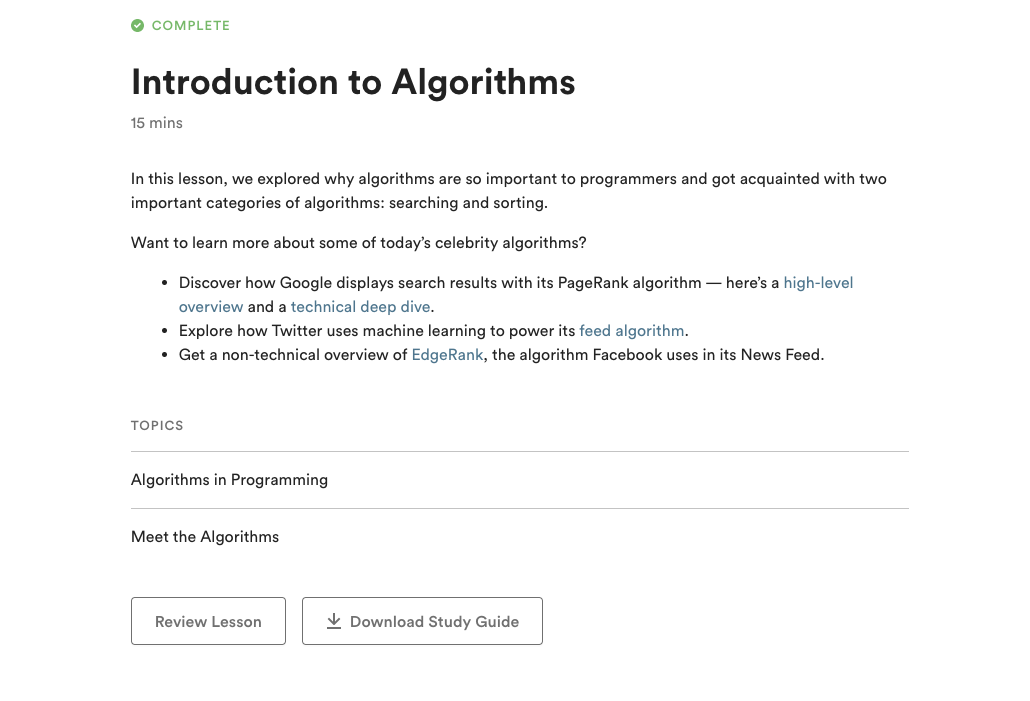 COMPLETE
Introduction to Algorithms
15 mins
In this lesson, we explored why algorithms are so important to programmers and got acquainted with two
important categories of algorithms: searching and sorting.
Want to learn more about some of today’s celebrity algorithms?
• Discover how Google displays search results with its PageRank algorithm — here’s a high-level
overview and a technical deep dive.
• Explore how Twitter uses machine learning to power its feed algorithm.
• Get a non-technical overview of EdgeRank, the algorithm Facebook uses in its News Feed.
TOPICS
Algorithms in Programming
Meet the Algorithms
Review Lesson
Download Study Guide